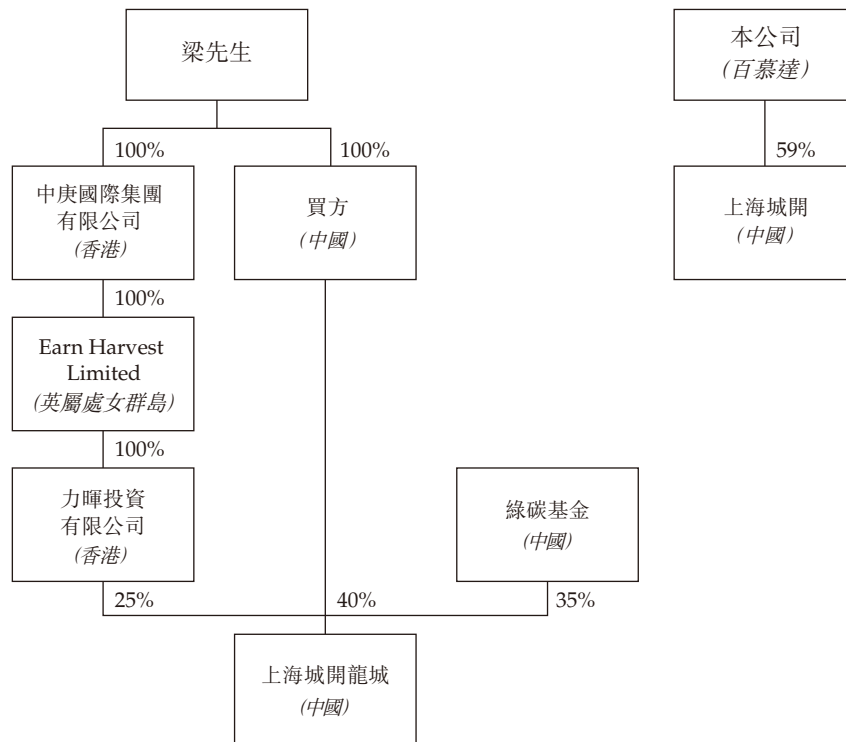 梁先生
本公司
(百慕達)
100%
100%
59%
中庚國際集團
有限公司
(香港)
買方
(中國)
上海城開
(中國)
100%
Earn Harvest
Limited
(英屬處女群島)
100%
力暉投資
有限公司
(香港)
綠碳基金
(中國)
25%
40%
35%
上海城開龍城
(中國)